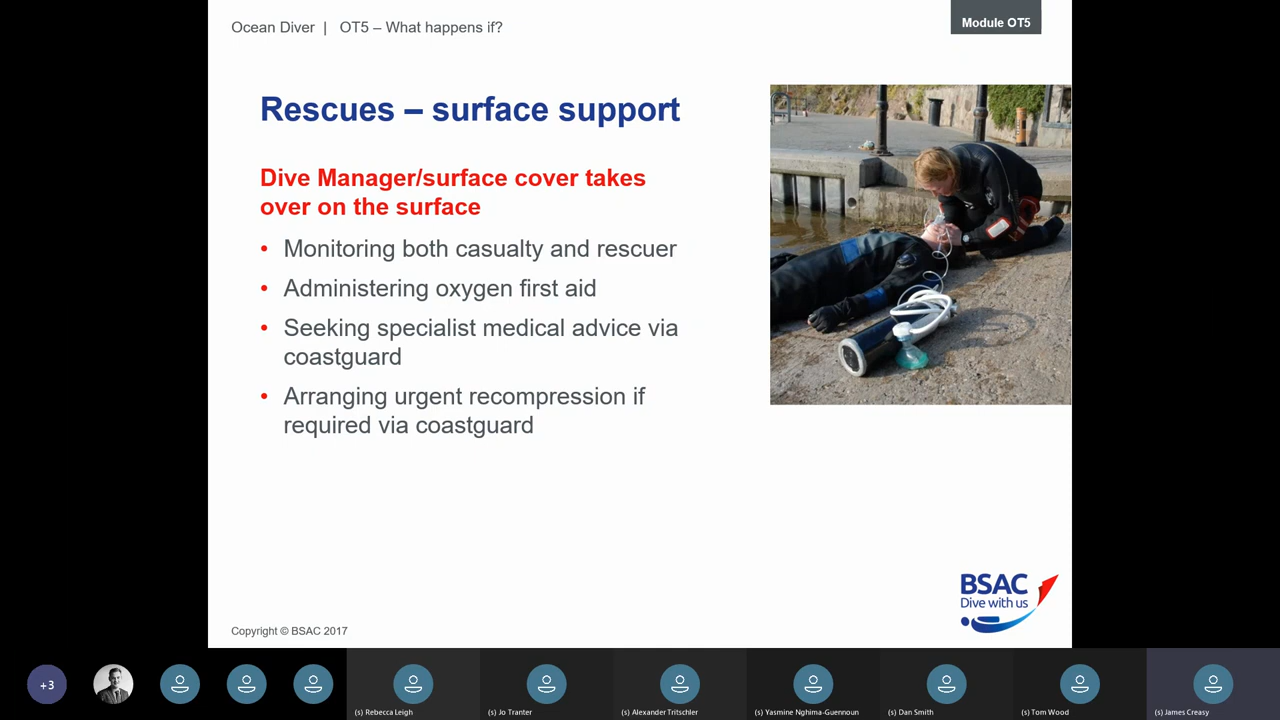 Ocean Diver | OT5 – What happens if?
Module OT5
Rescues – surface support
Dive Manager/surface cover takes
over on the surface
• Monitoring both casualty and rescuer
• Administering oxygen first aid
• Seeking specialist medical advice via
coastguard
• Arranging urgent recompression if
required via coastguard
BSAC
Dive with us
Copyright © BSAC 2017
+3
(s) Rebecca Leigh
(s) Jo Tranter
(s) Alexander Tritschler
(s) Yasmine Nghima-Guennoun
(s) Dan Smith
(s) Tom Wood
(s) James Creasy